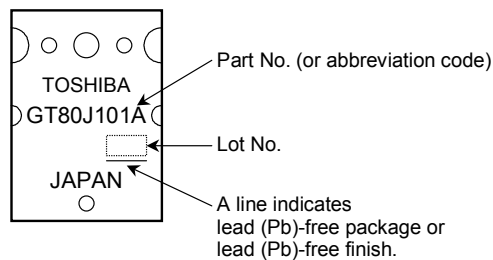 Part No. (or abbreviation code)
TOSHIBA
GT80J101A
Lot No.
JAPAN
A line indicates
lead (Pb)-free package or
lead (Pb)-free finish.